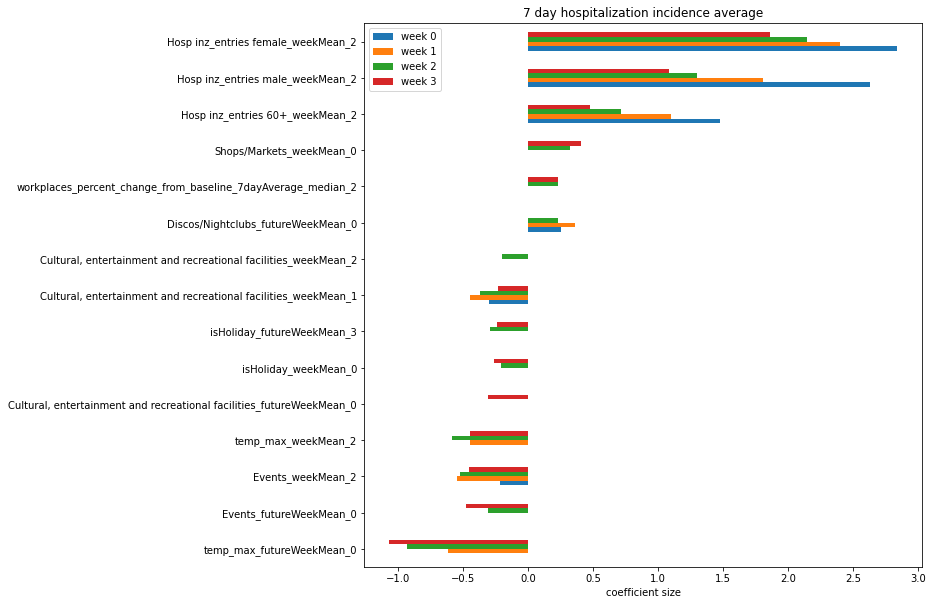 7 day hospitalization incidence average
week 0
week 1
week 2
week 3
Hosp inz_entries female_weekMean_2
Hosp inz_entries male_weekMean_2
Hosp inz_entries 60+_weekMean_2
Shops/Markets_weekMean_0
workplaces_percent_change_from_baseline_7dayAverage_median_2
Discos/Nightclubs_futureWeekMean_0
Cultural, entertainment and recreational facilities_weekMean_2
Cultural, entertainment and recreational facilities_weekMean_1
isHoliday_futureWeekMean_3
isHoliday_weekMean_0
Cultural, entertainment and recreational facilities_futureWeekMean_0
temp_max_weekMean_2
Events_weekMean_2
Events_futureWeekMean_0
temp_max_futureWeekMean_0
−1.0 −0.5 0.0 0.5 1.0 1.5 2.0 2.5 3.0
coefficient size